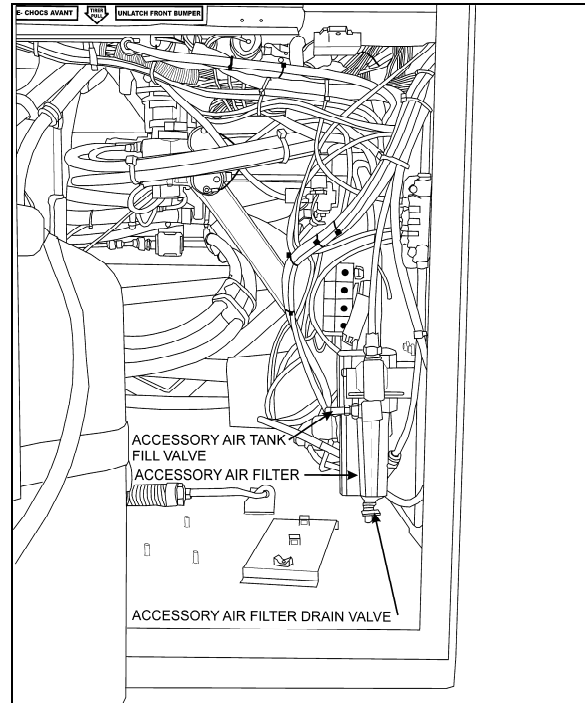 E- CHOCS AVANT
TIRER
PULL
UNLATCH FRONT BUMPER
ACCESSORY AIR TANK
FILL VALVE
ACCESSORY AIR FILTER
ACCESSORY AIR FILTER DRAIN VALVE